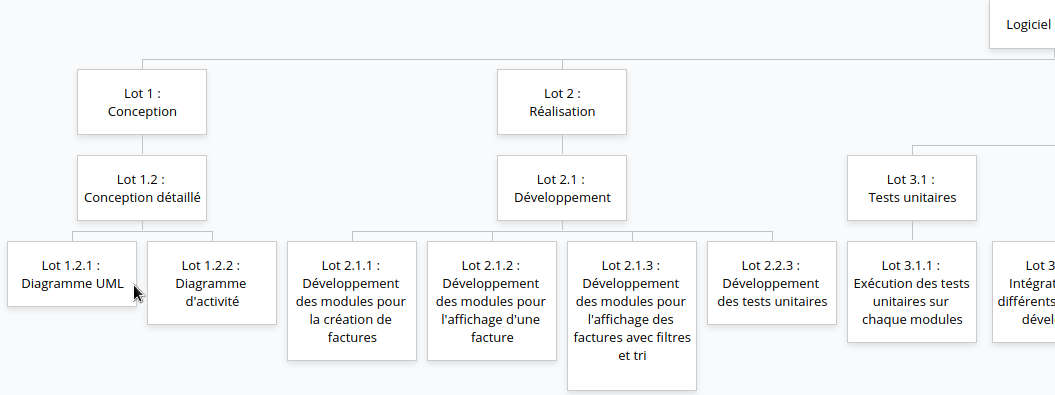 Logiciel
Lot 1 :
Conception
Lot 2 :
Réalisation
Lot 1.2 :
Conception détaillé
Lot 2.1 :
Développement
Lot 3.1 :
Tests unitaires
Lot 1.2.1 :
Diagramme UML
Lot 1.2.2 :
Diagramme
d'activité
Lot 2.1.1 :
Développement
des modules pour
la création de
factures
Lot 2.1.2 :
Développement
des modules pour
l'affichage d'une
facture
Lot 2.1.3 :
Développement
des modules pour
l'affichage des
factures avec filtres
et tri
Lot 2.2.3 :
Développement
des tests unitaires
Lot 3.1.1 :
Exécution des tests
unitaires sur
chaque modules
Lot 3